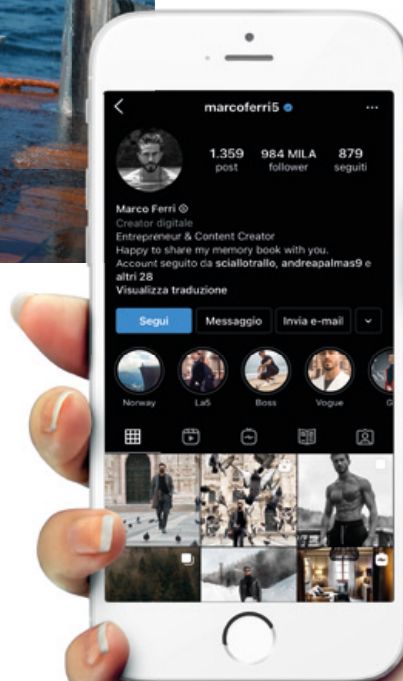 marcoferri5
1.359 984 MILA 879
post follower seguiti
Marco Ferri
Creator digitale
Entrepreneur & Content Creator
Happy to share my memory book with you.
Account seguito da sciallotrallo, andreapalmas9 e
altri 28
Visualizza traduzione
Segui Messaggio Invia e-mail
Norway La5 Boss Vogue G